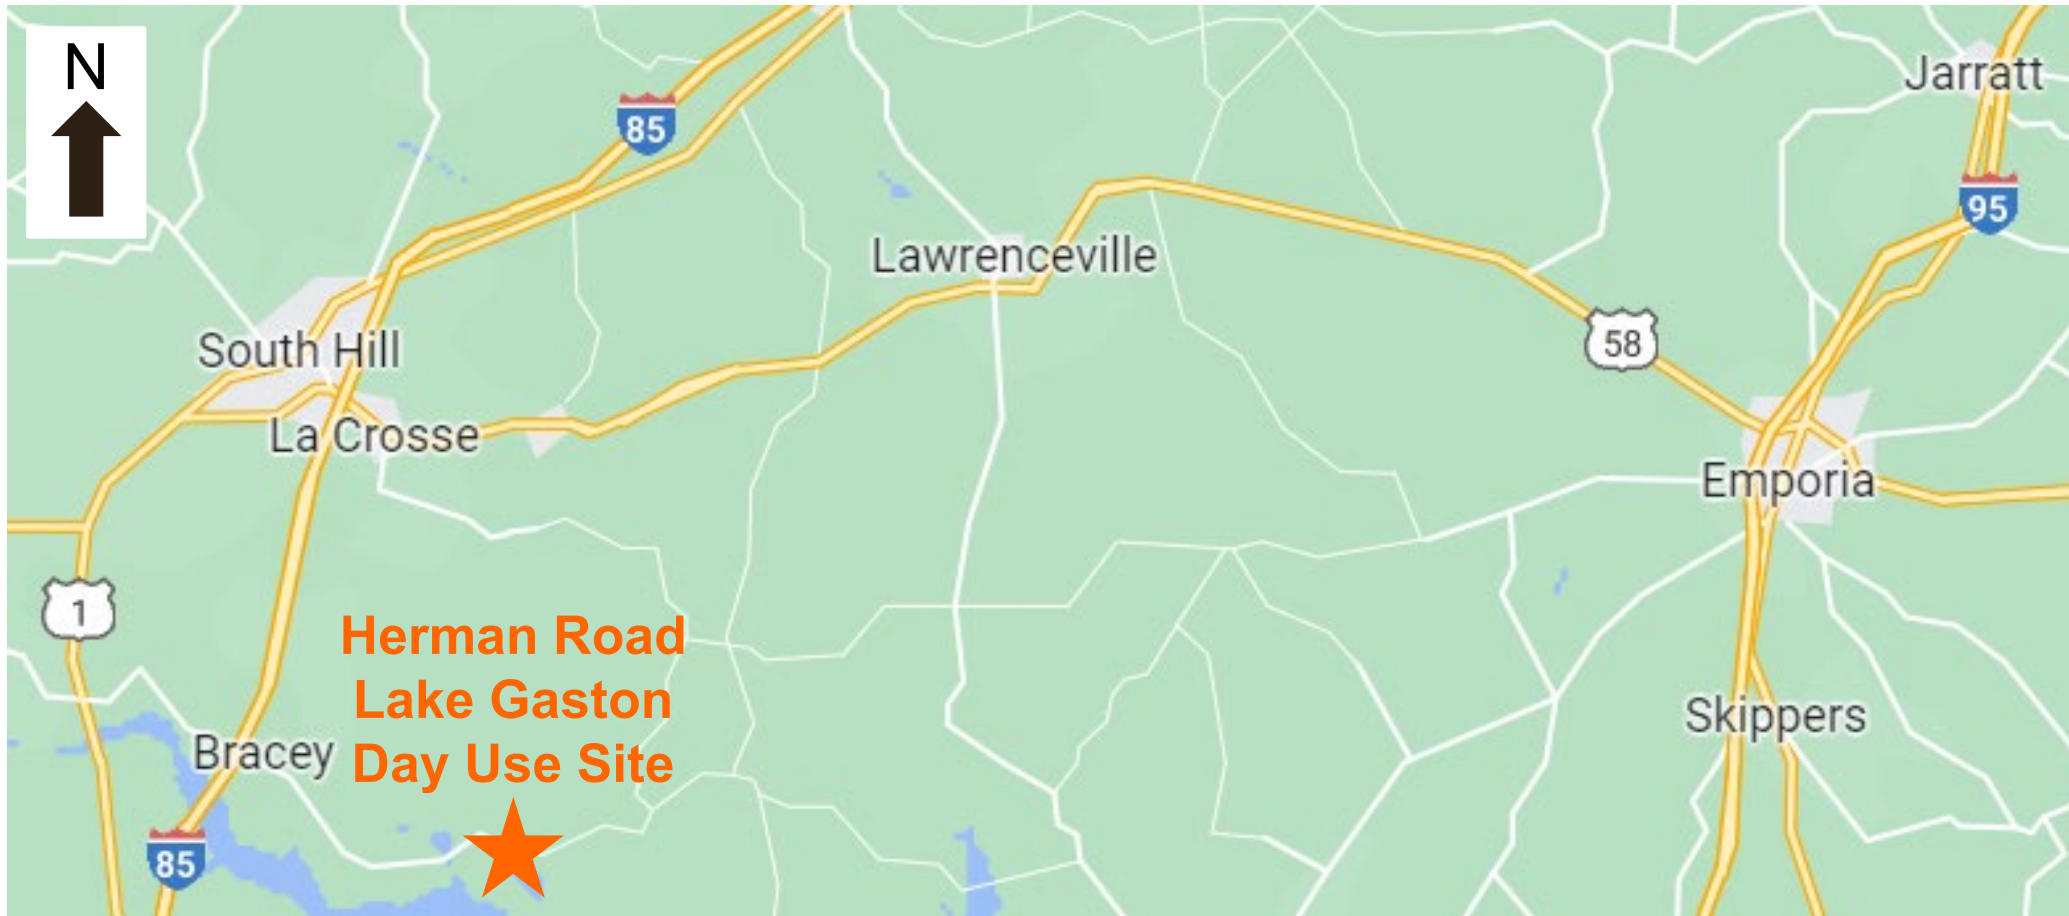 N
Jarratt
85
95
Lawrenceville
58
South Hill
La Crosse
Emporia
1
Herman Road
Lake Gaston
Day Use Site
Skippers
Bracey
85